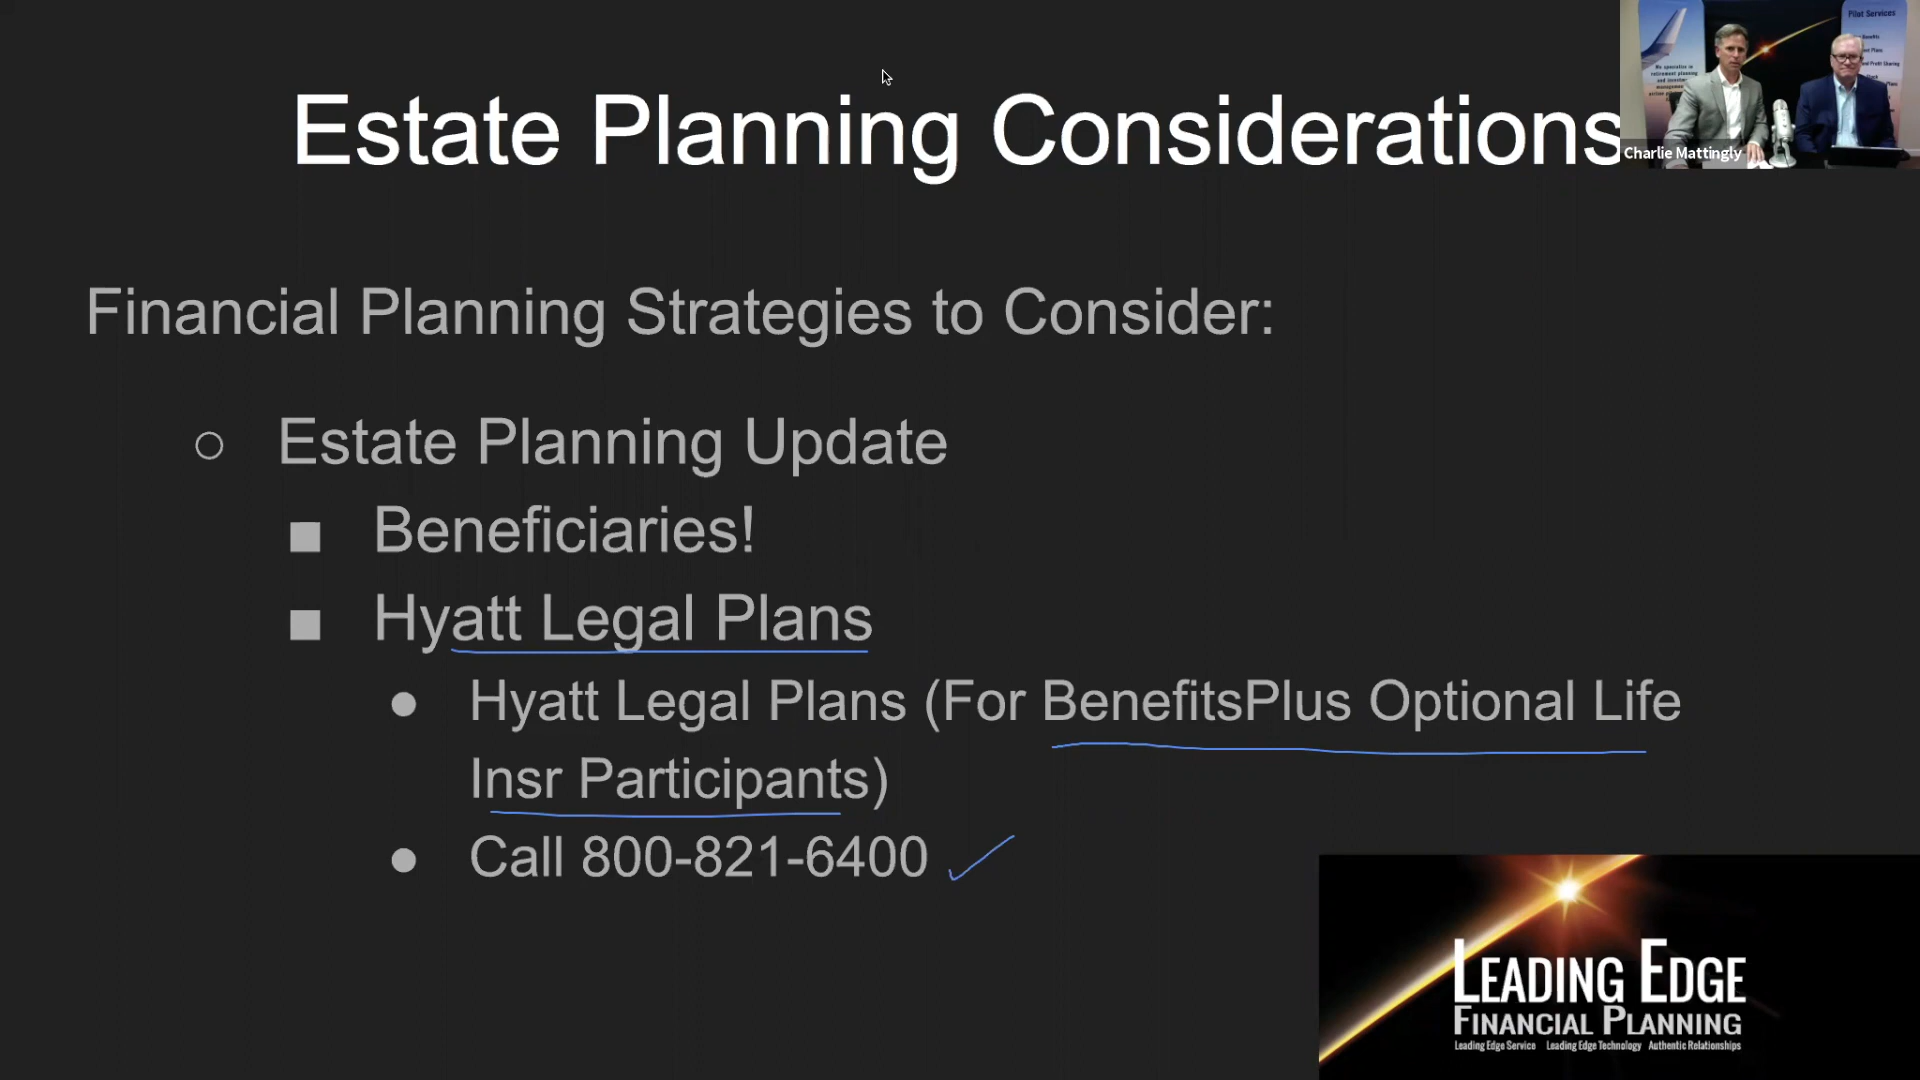 Estate Planning Considerations
Pilot Services
Charlie Mattingly
Financial Planning Strategies to Consider:
Estate Planning Update
Beneficiaries!
Hyatt Legal Plans
Hyatt Legal Plans (For BenefitsPlus Optional Life
Insr Participants)
Call 800-821-6400
LEADING EDGE
FINANCIAL PLANNING
Leading Edge Service Leading Edge Technology Authentic Relationships